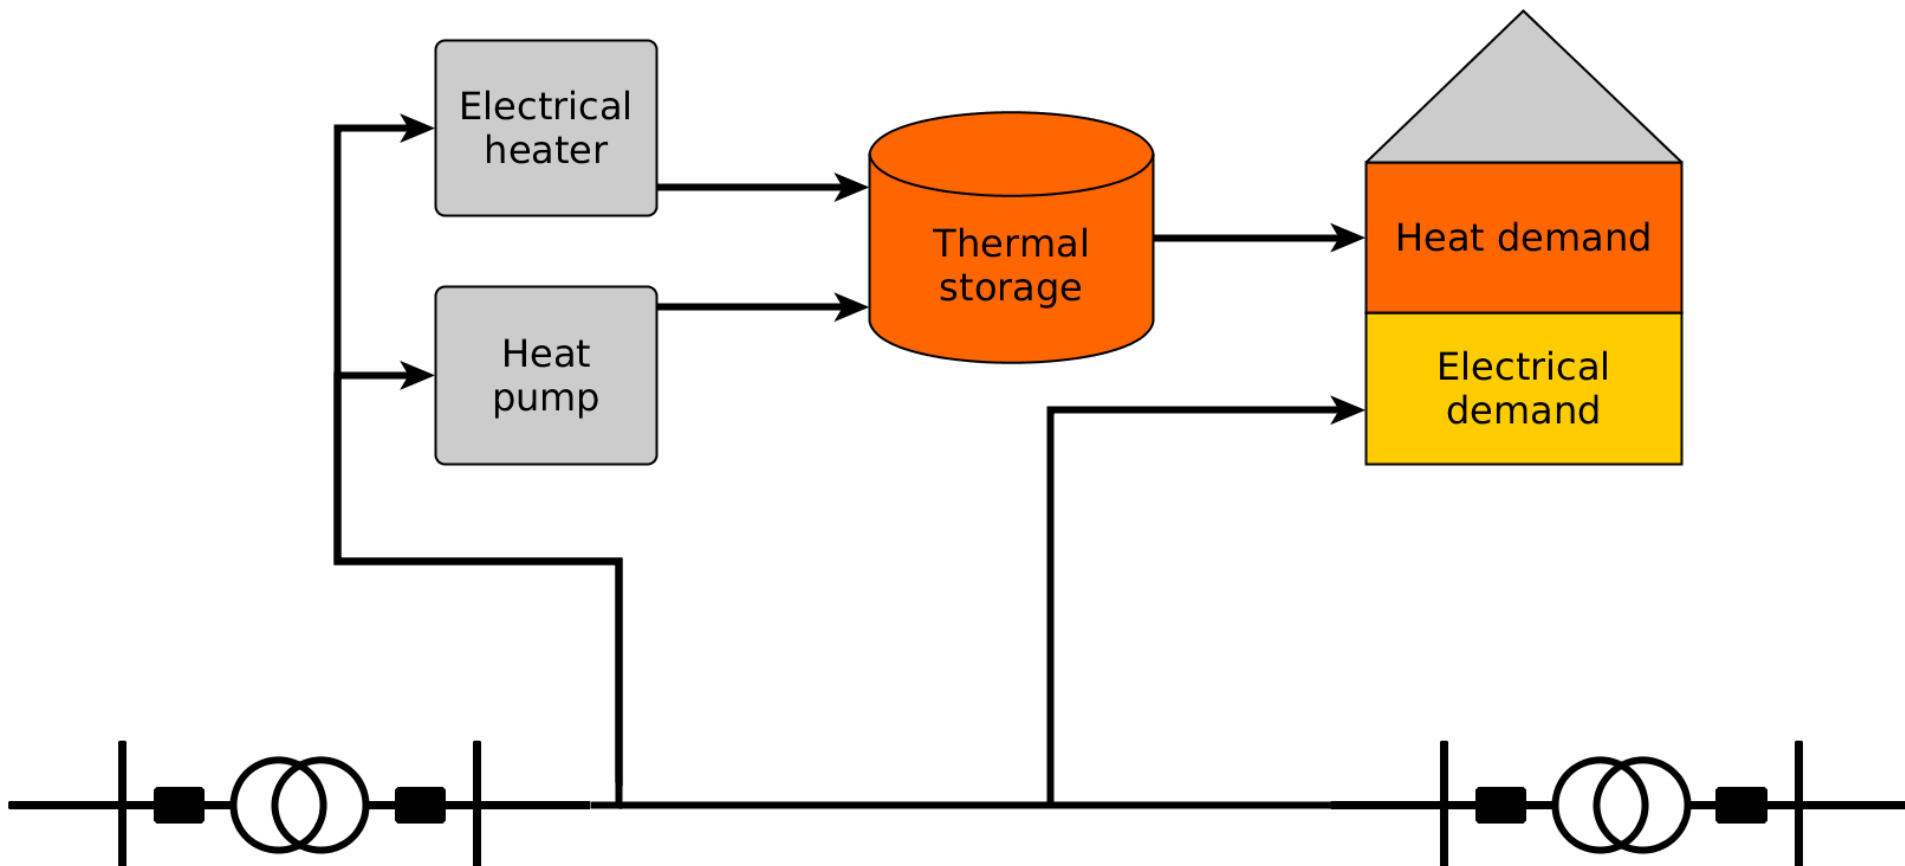 Electrical
heater
Heat
pump
Thermal
storage
Heat demand
Electrical
demand